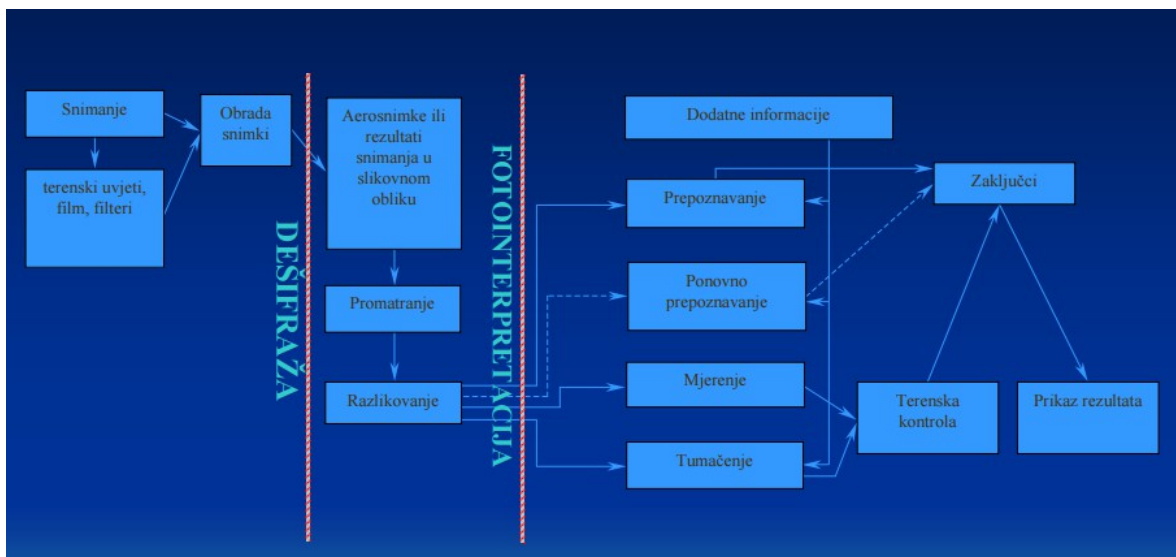 Snimanje
terenski uvjeti,
film, filteri
Obrada
snimki
DEŠIFRAŽA
Aerosnimke ili
rezultati
snimanja u
slikovnom
obliku
Promatranje
Razlikovanje
FOTOINTERPRETACIJA
Dodatne informacije
Prepoznavanje
Ponovno
prepoznavanje
Mjerenje
Tumačenje
Zaključci
Terenska
kontrola
Prikaz rezultata